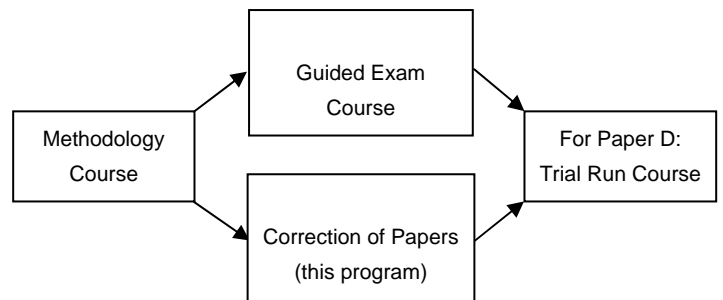 Guided Exam
Course
Methodology
Course
For Paper D:
Trial Run Course
Correction of Papers
(this program)